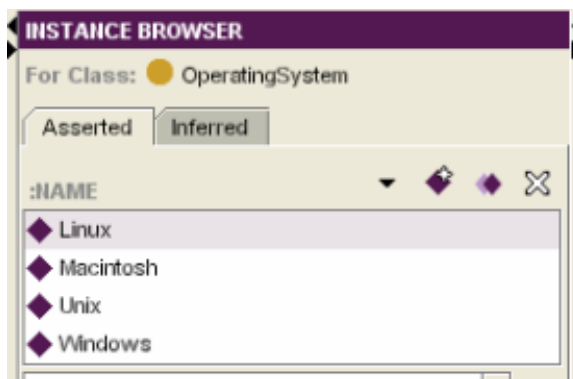 INSTANCE BROWSER
For Class: OperatingSystem
Asserted Inferred
:NAME
Linux
Macintosh
Unix
Windows